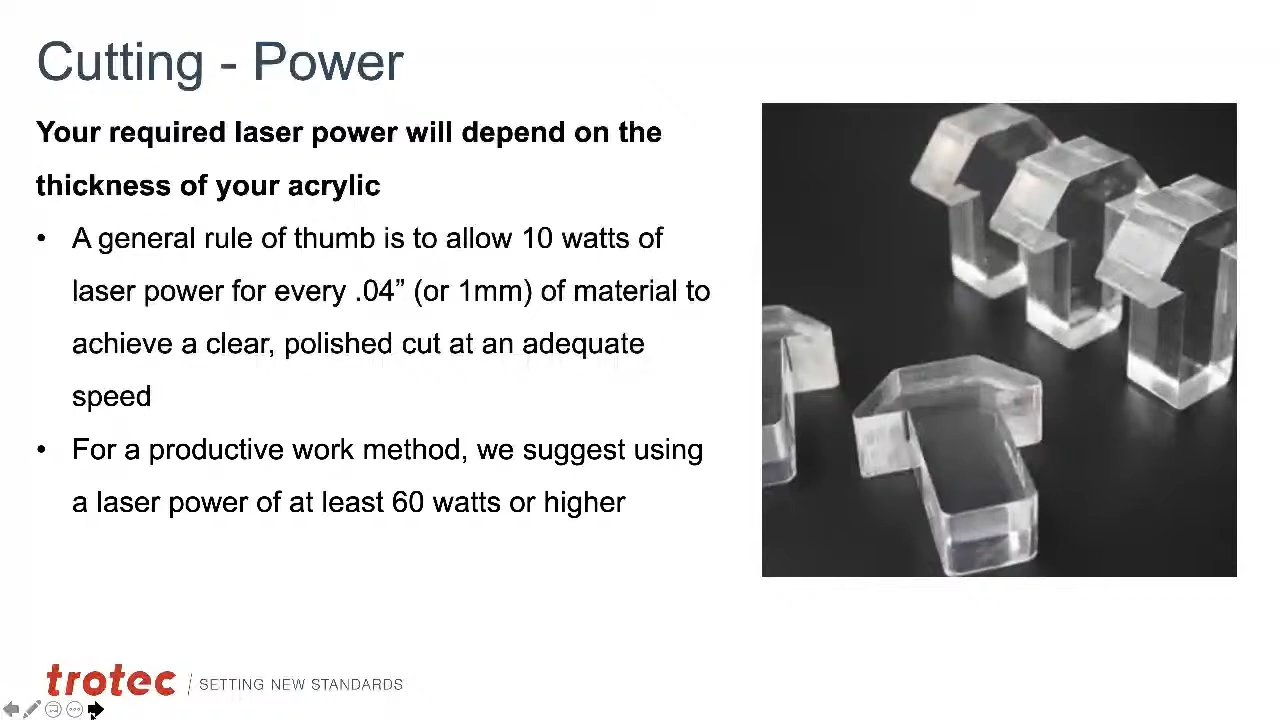 Cutting - Power
Your required laser power will depend on the
thickness of your acrylic
• A general rule of thumb is to allow 10 watts of
laser power for every .04” (or 1mm) of material to
achieve a clear, polished cut at an adequate
speed
• For a productive work method, we suggest using
a laser power of at least 60 watts or higher
trotec | SETTING NEW STANDARDS